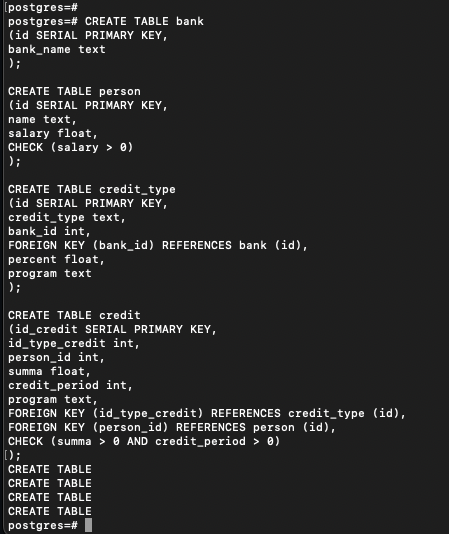 [postgres=#
postgres=# CREATE TABLE bank
(id SERIAL PRIMARY KEY,
bank_name text
);
CREATE TABLE person
(id SERIAL PRIMARY KEY,
name text,
salary float,
CHECK (salary > 0)
);
CREATE TABLE credit_type
(id SERIAL PRIMARY KEY,
credit_type text,
bank_id int,
FOREIGN KEY (bank_id) REFERENCES bank (id),
percent float,
program text
);
CREATE TABLE credit
(id_credit SERIAL PRIMARY KEY,
id_type_credit int,
person_id int,
summa float,
credit_period int,
program text,
FOREIGN KEY (id_type_credit) REFERENCES credit_type (id),
FOREIGN KEY (person_id) REFERENCES person (id),
CHECK (summa > 0 AND credit_period > 0)
[);
CREATE TABLE
CREATE TABLE
CREATE TABLE
CREATE TABLE
postgres=#